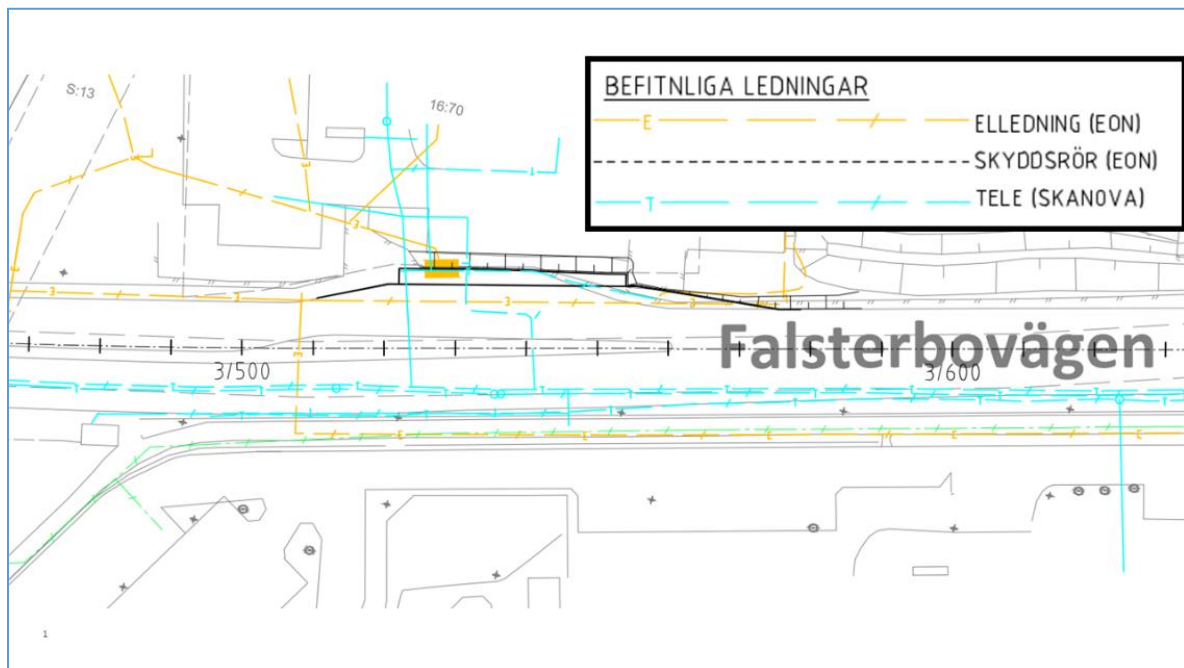 S:13
16:70
BEFITNLIGA LEDNINGAR
E ELLEDNING (EON)
SKYDDSRÖR (EON)
T TELE (SKANOVA)
Falsterbovägen
3/500
3/600
E E E E E
1